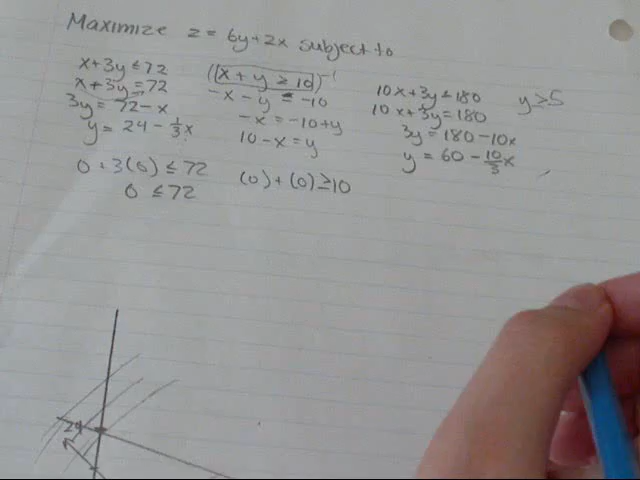 Maximize z = 6y+2x subject to
x+3y≤72
x+3y=72
3y=72-x
y=24-1/3x
0+3(0)≤72
0≤72
((x+y≥10))⁻¹
-x-y≤-10
-x=-10+y
10-x=y
(0)+(0)≥10
10x+3y≤180
10x+3y=180
3y=180-10x
y=60-10/3x
y≥5
24